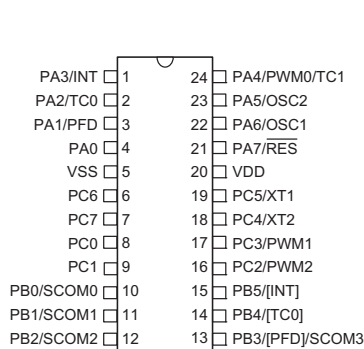 PA3/INT 1 24 PA4/PWM0/TC1
PA2/TC0 2 23 PA5/OSC2
PA1/PFD 3 22 PA6/OSC1
PA0 4 21 PA7/RES
VSS 5 20 VDD
PC6 6 19 PC5/XT1
PC7 7 18 PC4/XT2
PC0 8 17 PC3/PWM1
PC1 9 16 PC2/PWM2
PB0/SCOM0 10 15 PB5/[INT]
PB1/SCOM1 11 14 PB4/[TC0]
PB2/SCOM2 12 13 PB3/[PFD]/SCOM3